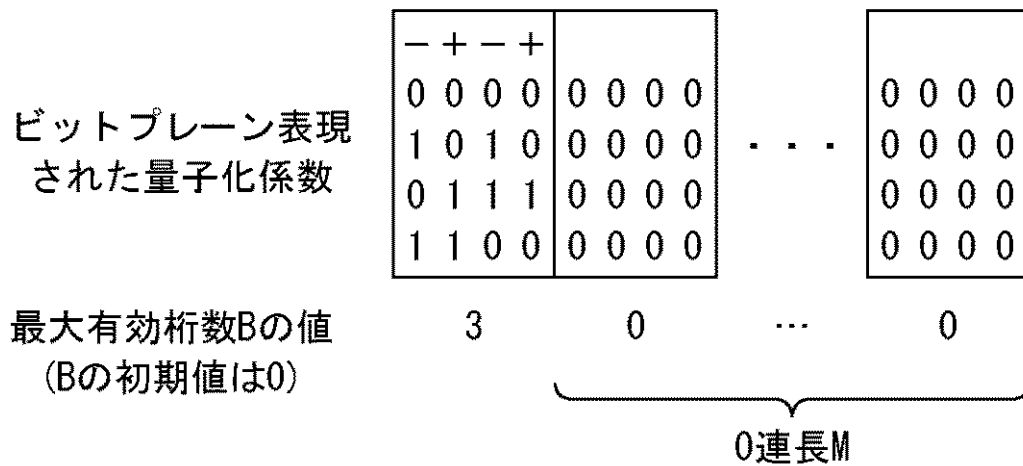 − + − +
0 0 0 0 0 0 0 0 0 0 0 0
ビットプレーン表現
された量子化係数
1 0 1 0 0 0 0 0 ・・・ 0 0 0 0
0 1 1 1 0 0 0 0 0 0 0 0
1 1 0 0 0 0 0 0 0 0 0 0
最大有効桁数Bの値 3 0 … 0
(Bの初期値は0)
0連長M